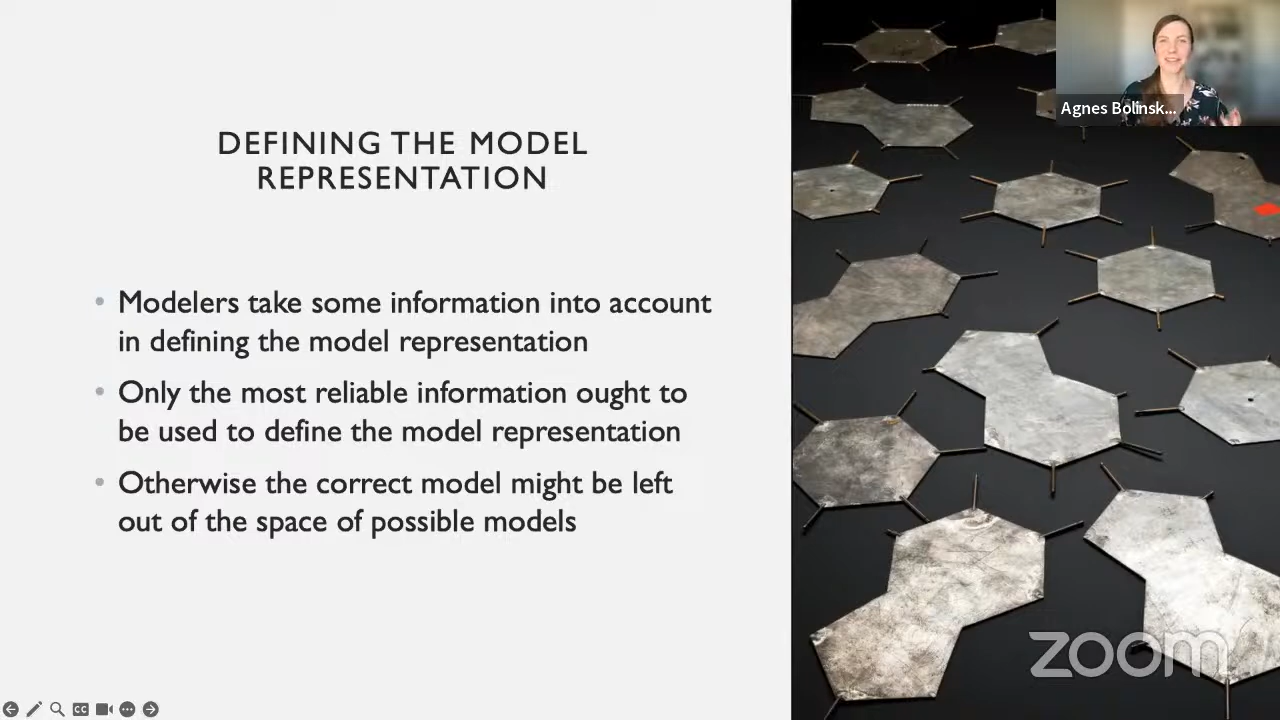 DEFINING THE MODEL
REPRESENTATION
• Modelers take some information into account
in defining the model representation
• Only the most reliable information ought to
be used to define the model representation
• Otherwise the correct model might be left
out of the space of possible models
Agnes Bolinsk...
zoom
CC